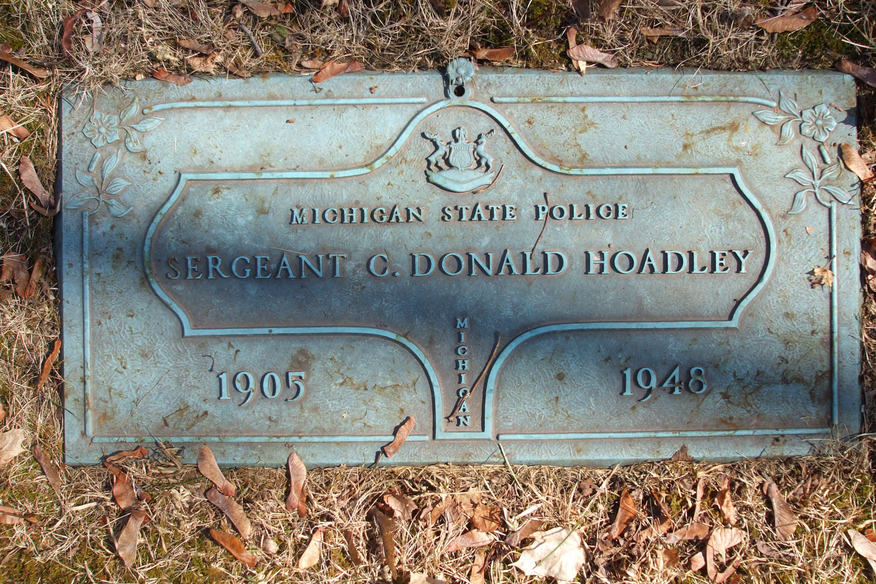 MICHIGAN STATE POLICE
SERGEANT C. DONALD HOADLEY
MICHIGAN
1905
1948